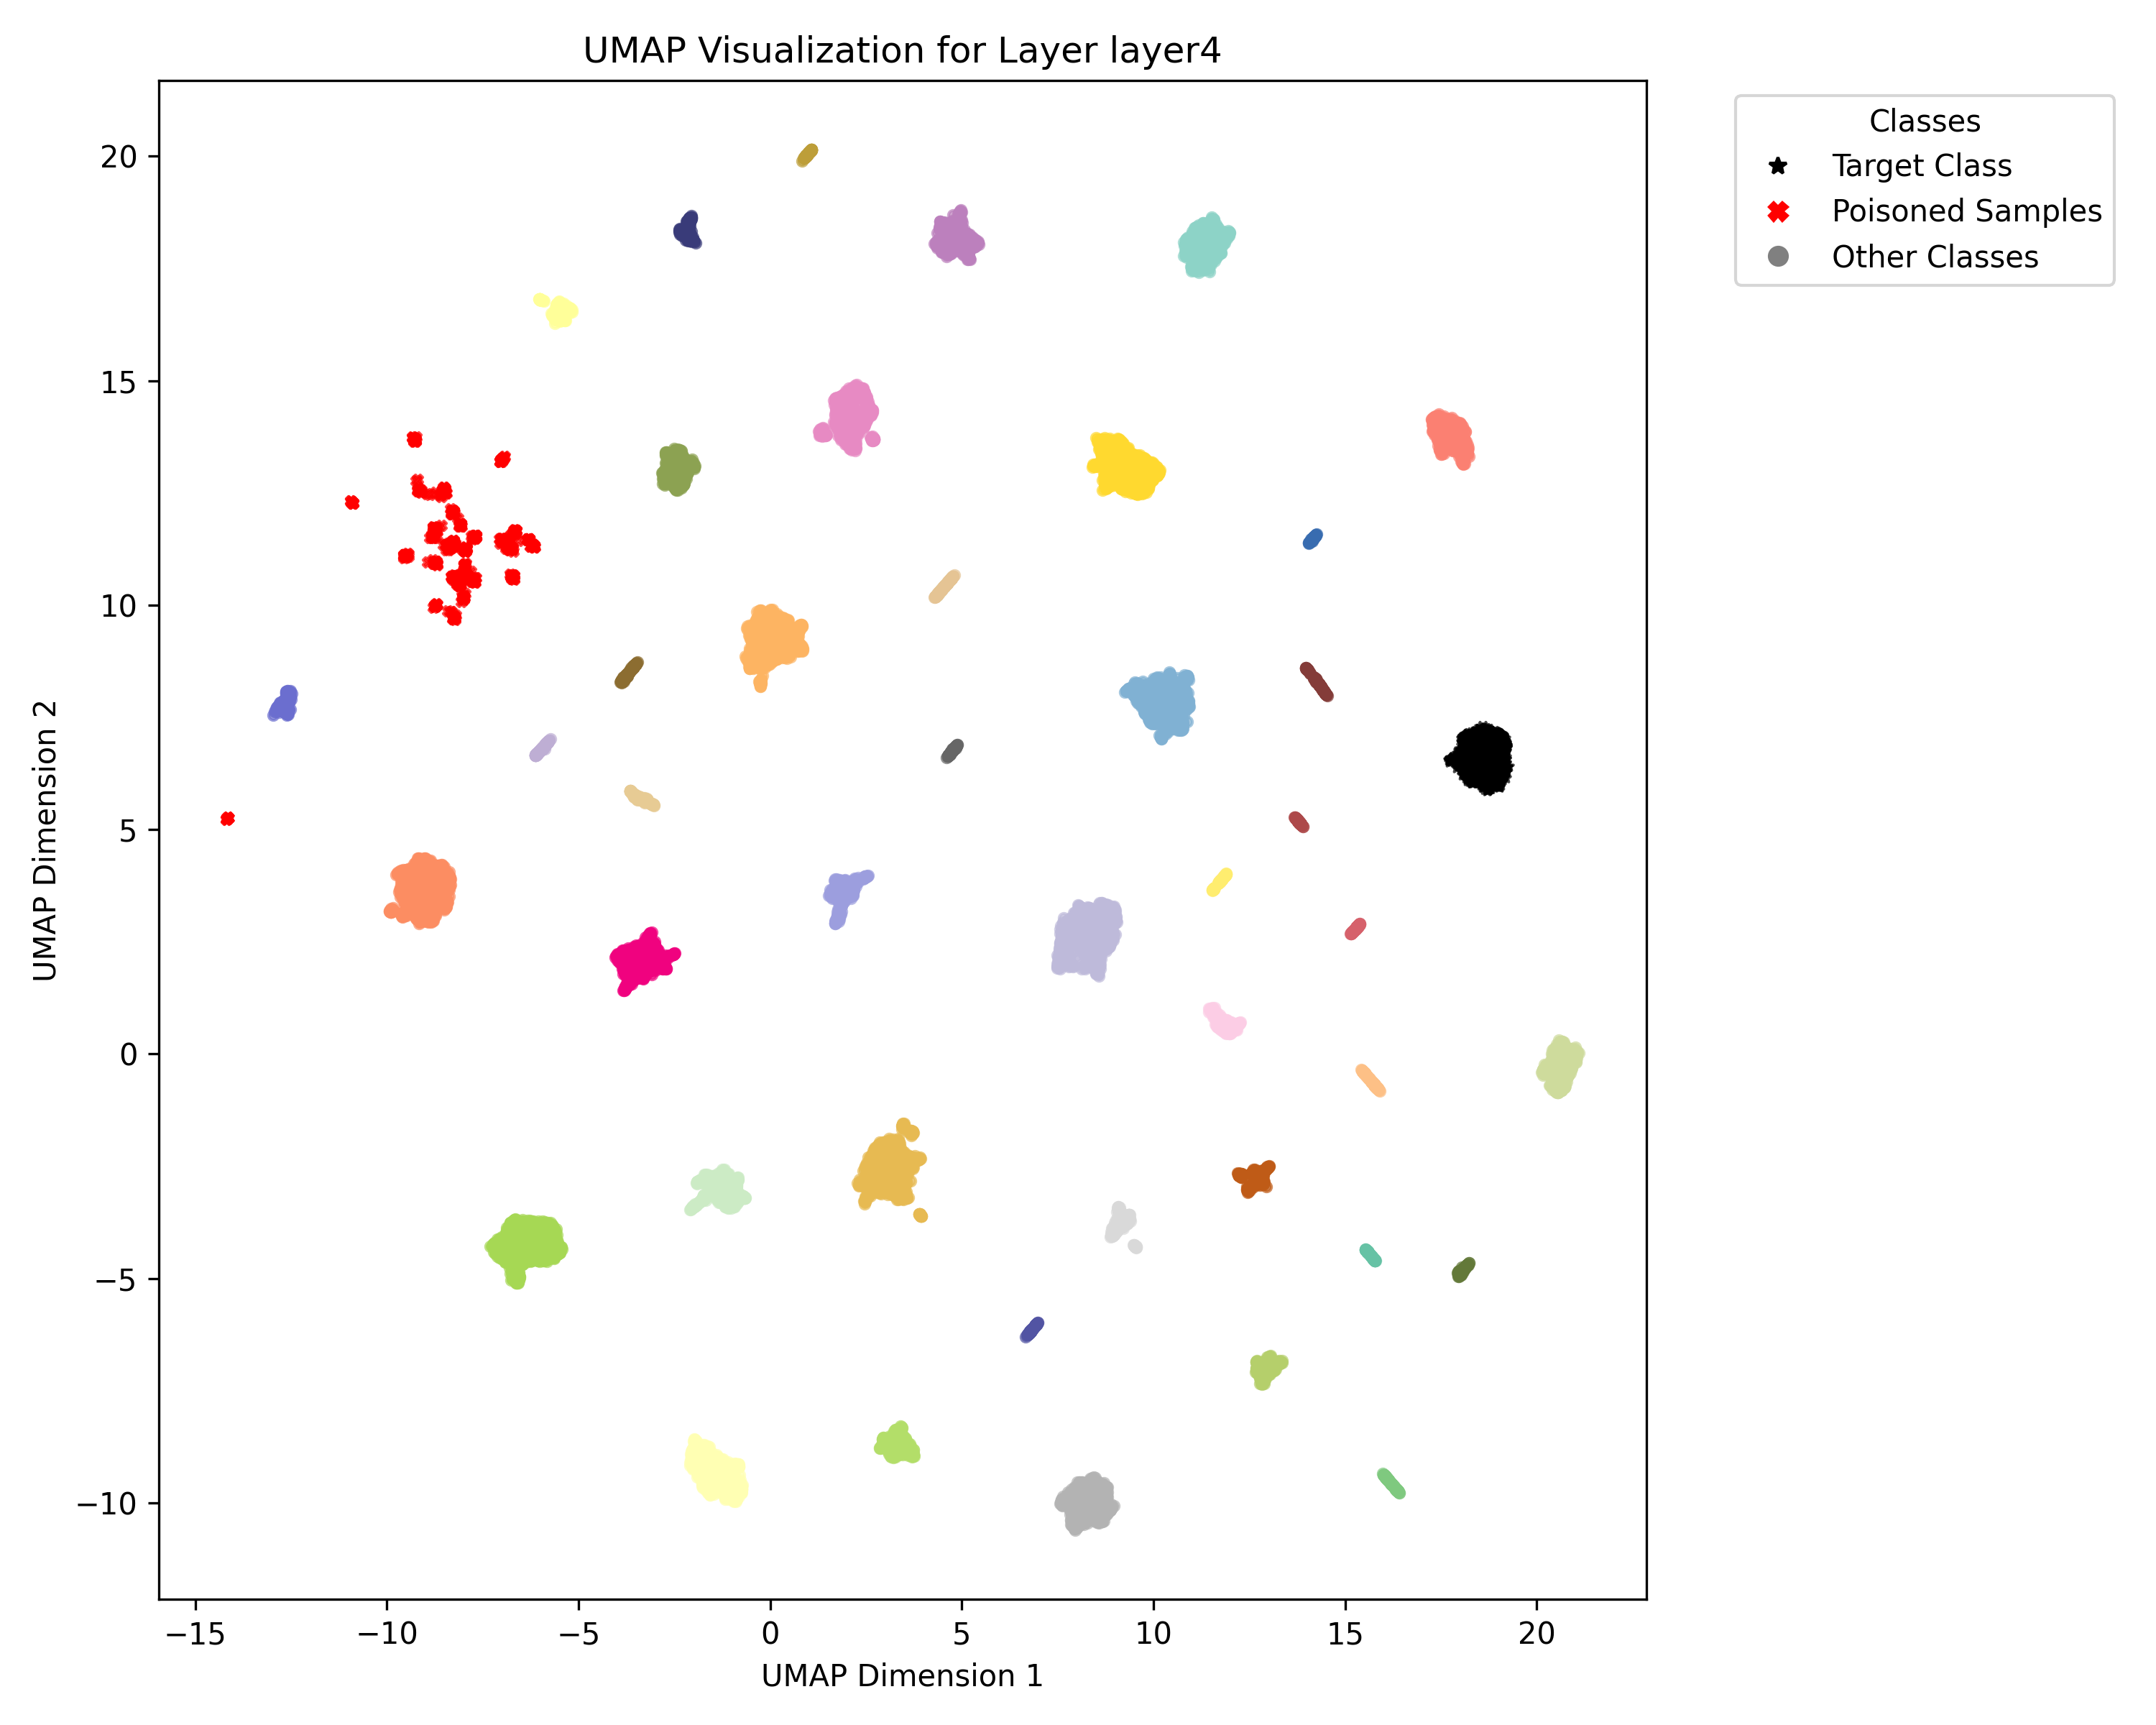 UMAP Visualization for Layer layer4
Classes
Target Class
Poisoned Samples
Other Classes
20
15
10
5
0
−5
−10
UMAP Dimension 2
−15
−10
−5
0
5
10
15
20
UMAP Dimension 1